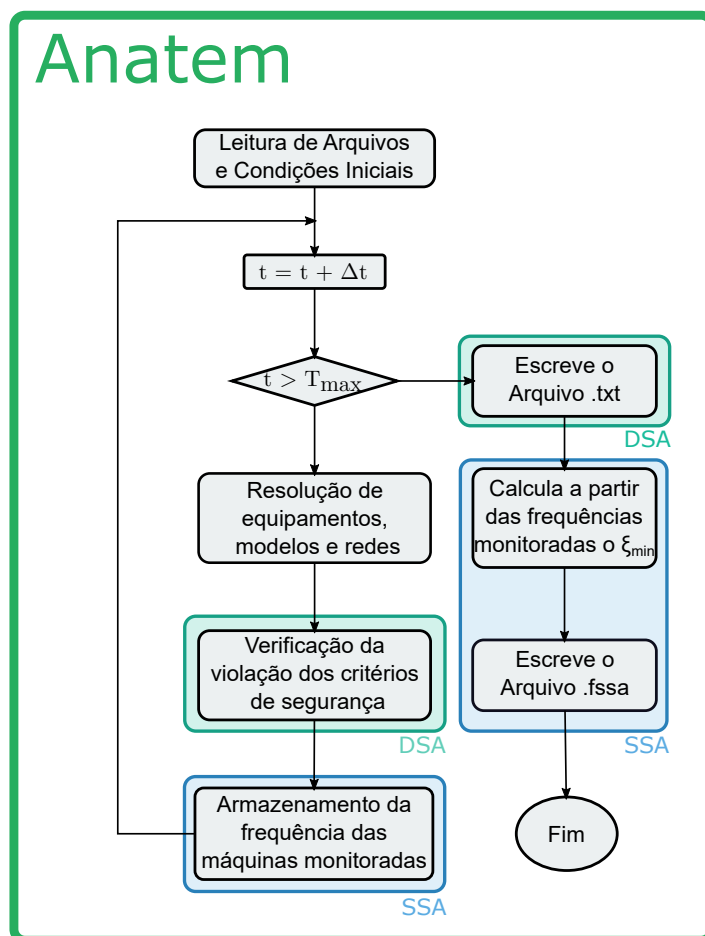 Anatem
Leitura de Arquivos
e Condições Iniciais
t = t + Δt
t > Tmax
Resolução de
equipamentos,
modelos e redes
Verificação da
violação dos critérios
de segurança
DSA
Armazenamento da
frequência das
máquinas monitoradas
SSA
Escreve o
Arquivo .txt
DSA
Calcula a partir
das frequências
monitoradas o ξmin
Escreve o
Arquivo .fssa
SSA
Fim